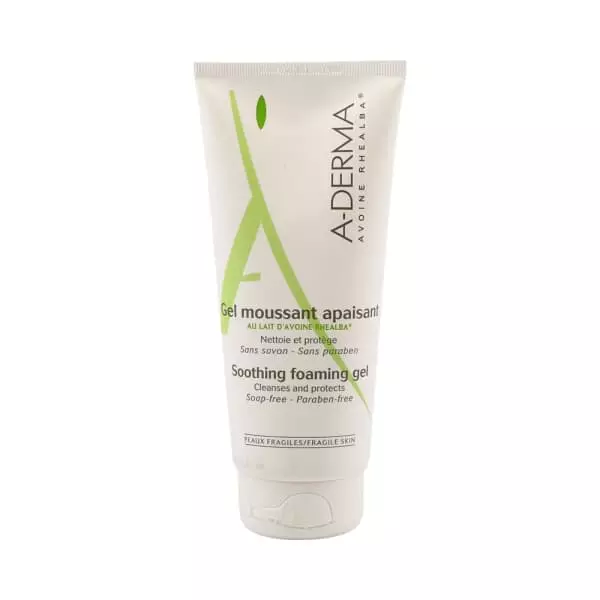 A-DERMA
AVOINE RHEALBA®
Gel moussant apaisant
AU LAIT D'AVOINE RHEALBA®
Nettoie et protège
Sans savon - Sans paraben
Soothing foaming gel
Cleanses and protects
Soap-free - Paraben-free
PEAUX FRAGILES/FRAGILE SKIN